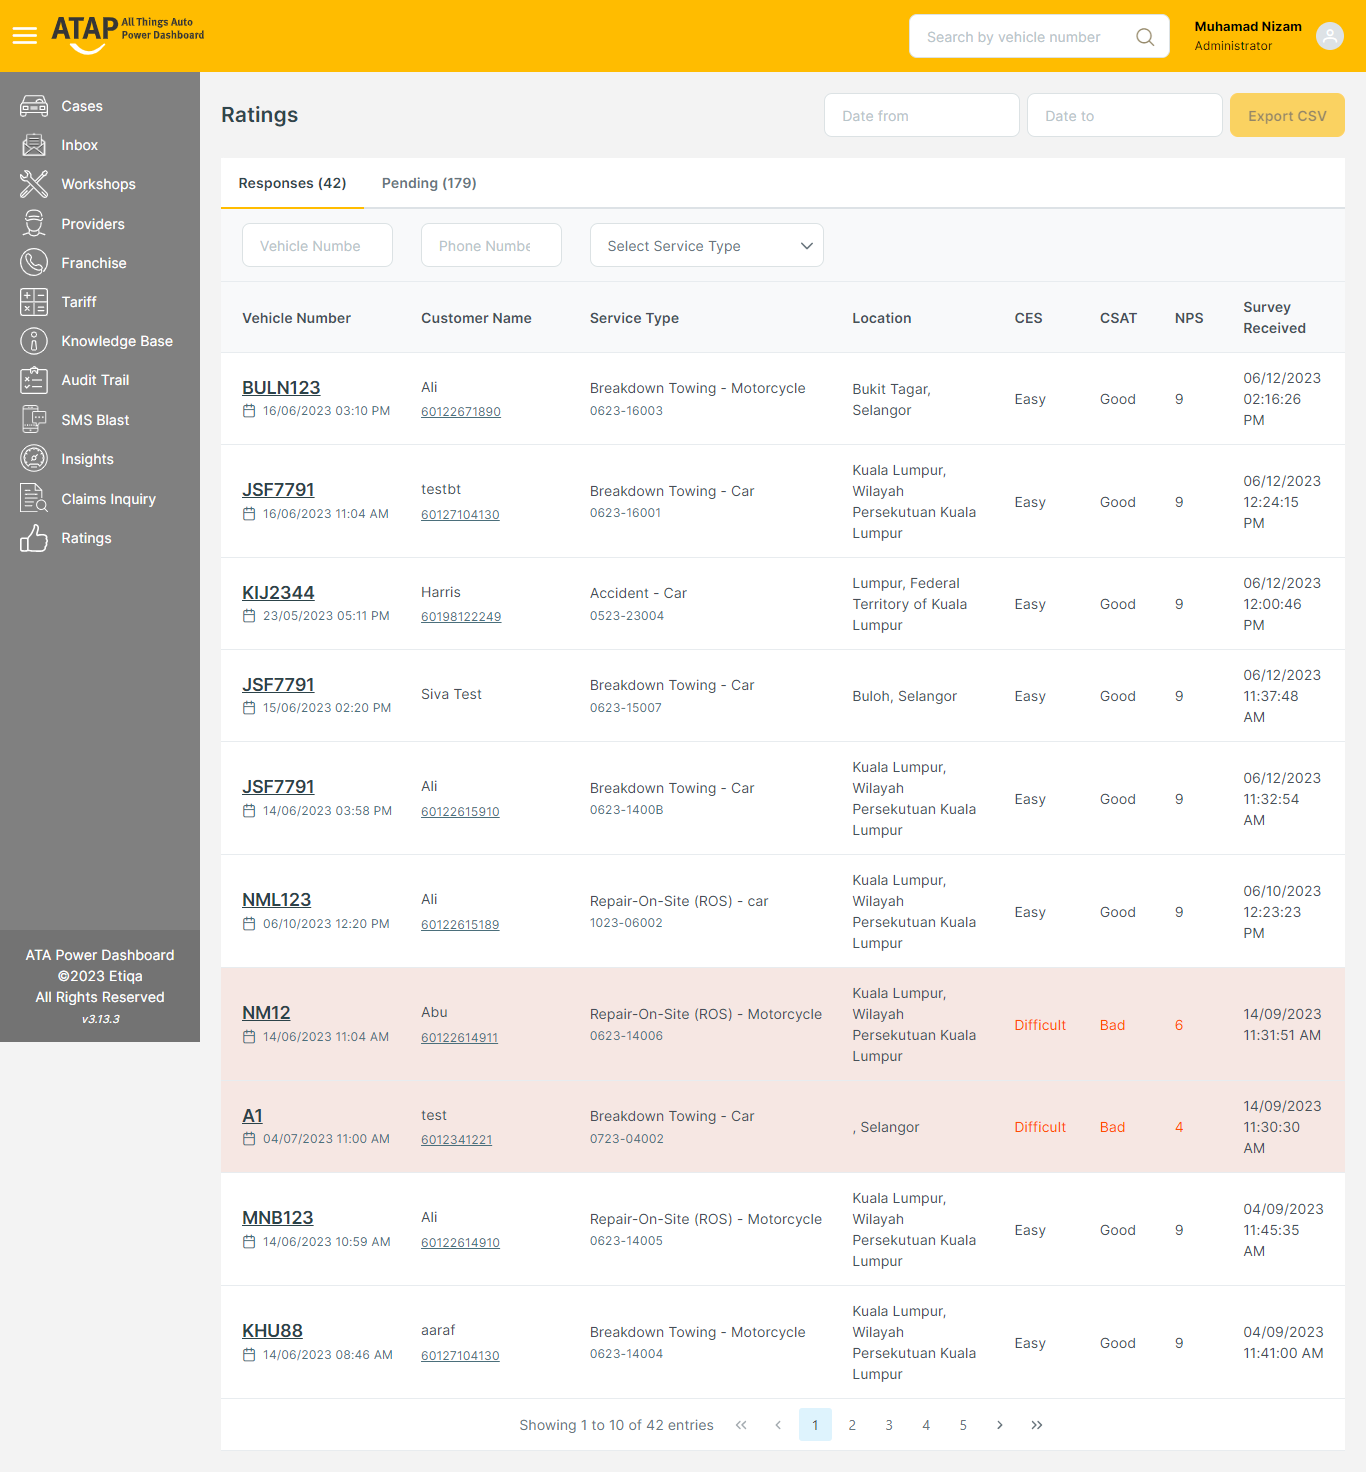 ATAP All Things Auto
Power Dashboard
Search by vehicle number
Muhamad Nizam
Administrator
Cases
Inbox
Workshops
Providers
Franchise
Tariff
Knowledge Base
Audit Trail
SMS Blast
Insights
Claims Inquiry
Ratings
ATA Power Dashboard
©2023 Etiqa
All Rights Reserved
v3.13.3
Ratings
Date from
Date to
Export CSV
Responses (42)
Pending (179)
Vehicle Numbe
Phone Numbe
Select Service Type
Vehicle Number
Customer Name
Service Type
Location
CES
CSAT
NPS
Survey
Received
BULN123
16/06/2023 03:10 PM
Ali
60122671890
Breakdown Towing - Motorcycle
0623-16003
Bukit Tagar,
Selangor
Easy
Good
9
06/12/2023
02:16:26
PM
JSF7791
16/06/2023 11:04 AM
testbt
60127104130
Breakdown Towing - Car
0623-16001
Kuala Lumpur,
Wilayah
Persekutuan Kuala
Lumpur
Easy
Good
9
06/12/2023
12:24:15
PM
KIJ2344
23/05/2023 05:11 PM
Harris
60198122249
Accident - Car
0523-23004
Lumpur, Federal
Territory of Kuala
Lumpur
Easy
Good
9
06/12/2023
12:00:46
PM
JSF7791
15/06/2023 02:20 PM
Siva Test
Breakdown Towing - Car
0623-15007
Buloh, Selangor
Easy
Good
9
06/12/2023
11:37:48
AM
JSF7791
14/06/2023 03:58 PM
Ali
60122615910
Breakdown Towing - Car
0623-1400B
Kuala Lumpur,
Wilayah
Persekutuan Kuala
Lumpur
Easy
Good
9
06/12/2023
11:32:54
AM
NML123
06/10/2023 12:20 PM
Ali
60122615189
Repair-On-Site (ROS) - car
1023-06002
Kuala Lumpur,
Wilayah
Persekutuan Kuala
Lumpur
Easy
Good
9
06/10/2023
12:23:23
PM
NM12
14/06/2023 11:04 AM
Abu
60122614911
Repair-On-Site (ROS) - Motorcycle
0623-14006
Kuala Lumpur,
Wilayah
Persekutuan Kuala
Lumpur
Difficult
Bad
6
14/09/2023
11:31:51 AM
A1
04/07/2023 11:00 AM
test
6012341221
Breakdown Towing - Car
0723-04002
, Selangor
Difficult
Bad
4
14/09/2023
11:30:30
AM
MNB123
14/06/2023 10:59 AM
Ali
60122614910
Repair-On-Site (ROS) - Motorcycle
0623-14005
Kuala Lumpur,
Wilayah
Persekutuan Kuala
Lumpur
Easy
Good
9
04/09/2023
11:45:35
AM
KHU88
14/06/2023 08:46 AM
aaraf
60127104130
Breakdown Towing - Motorcycle
0623-14004
Kuala Lumpur,
Wilayah
Persekutuan Kuala
Lumpur
Easy
Good
9
04/09/2023
11:41:00 AM
Showing 1 to 10 of 42 entries
1
2
3
4
5